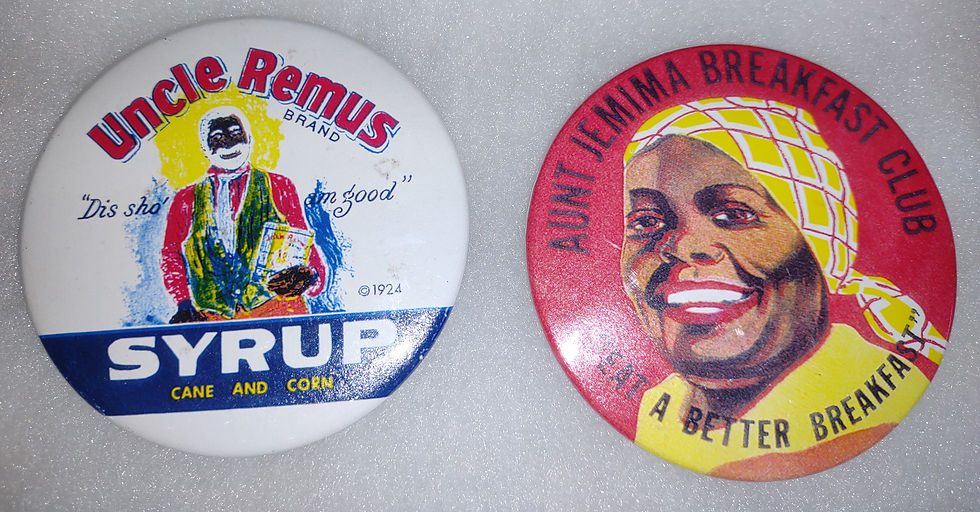 Uncle Remus
BRAND
"Dis sho' am good"
©1924
SYRUP
CANE AND CORN
AUNT JEMIMA BREAKFAST CLUB
"EAT A BETTER BREAKFAST"